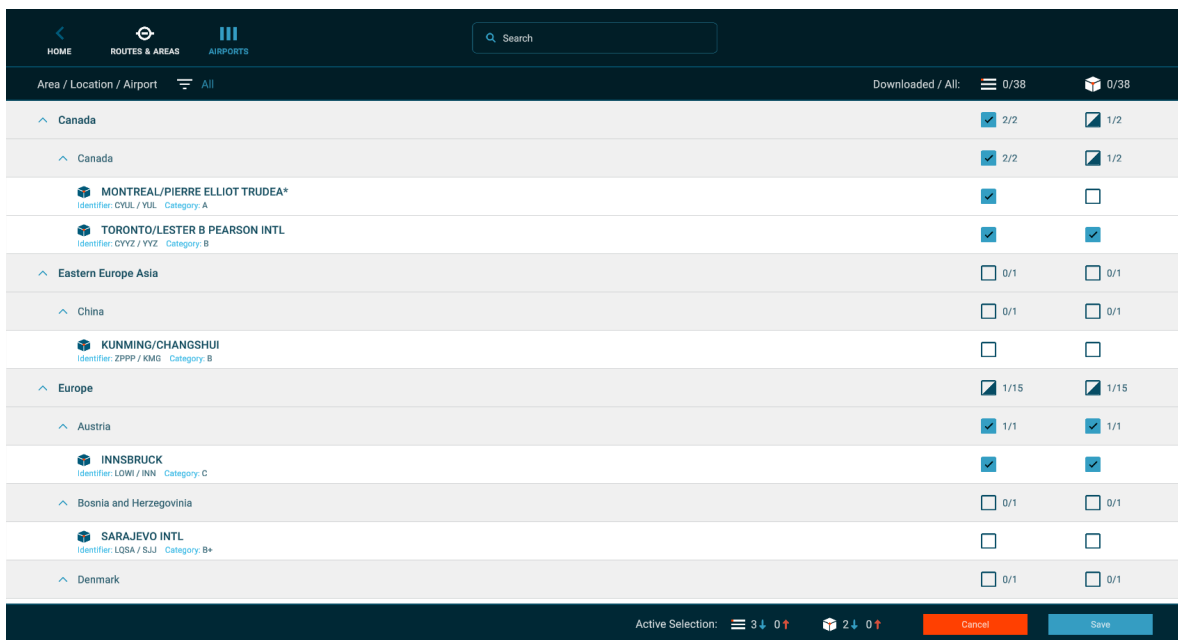 HOME ROUTES & AREAS AIRPORTS Search
Area / Location / Airport All Downloaded / All: 0/38 0/38
Canada 2/2 1/2
Canada 2/2 1/2
MONTREAL/PIERRE ELLIOT TRUDEA*
Identifier: CYUL / YUL Category: A
TORONTO/LESTER B PEARSON INTL
Identifier: CYYZ / YYZ Category: B
Eastern Europe Asia 0/1 0/1
China 0/1 0/1
KUNMING/CHANGSHUI
Identifier: ZPPP / KMG Category: B
Europe 1/15 1/15
Austria 1/1 1/1
INNSBRUCK
Identifier: LOWI / INN Category: C
Bosnia and Herzegovinia 0/1 0/1
SARAJEVO INTL
Identifier: LQSA / SJJ Category: B+
Denmark 0/1 0/1
Active Selection: 3↓ 0↑ 2↓ 0↑ Cancel Save